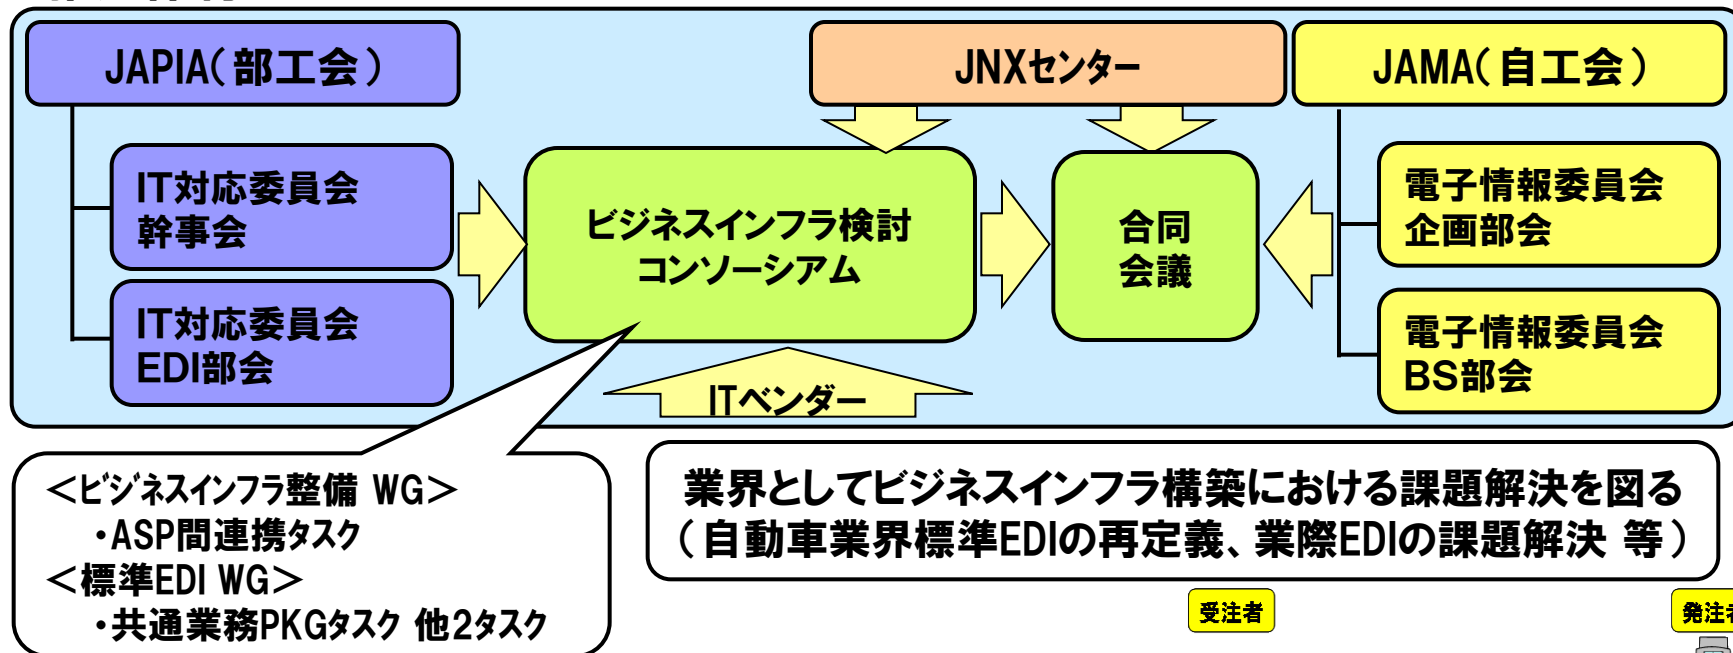 JAPIA(部工会)
JNXセンター
JAMA(自工会)
IT対応委員会
幹事会
IT対応委員会
EDI部会
ビジネスインフラ検討
コンソーシアム
合同
会議
電子情報委員会
企画部会
電子情報委員会
BS部会
ITベンダー
＜ビジネスインフラ整備 WG＞
・ASP間連携タスク
＜標準EDI WG＞
・共通業務PKGタスク 他2タスク
業界としてビジネスインフラ構築における課題解決を図る
(自動車業界標準EDIの再定義、業際EDIの課題解決 等)
受注者
発注者